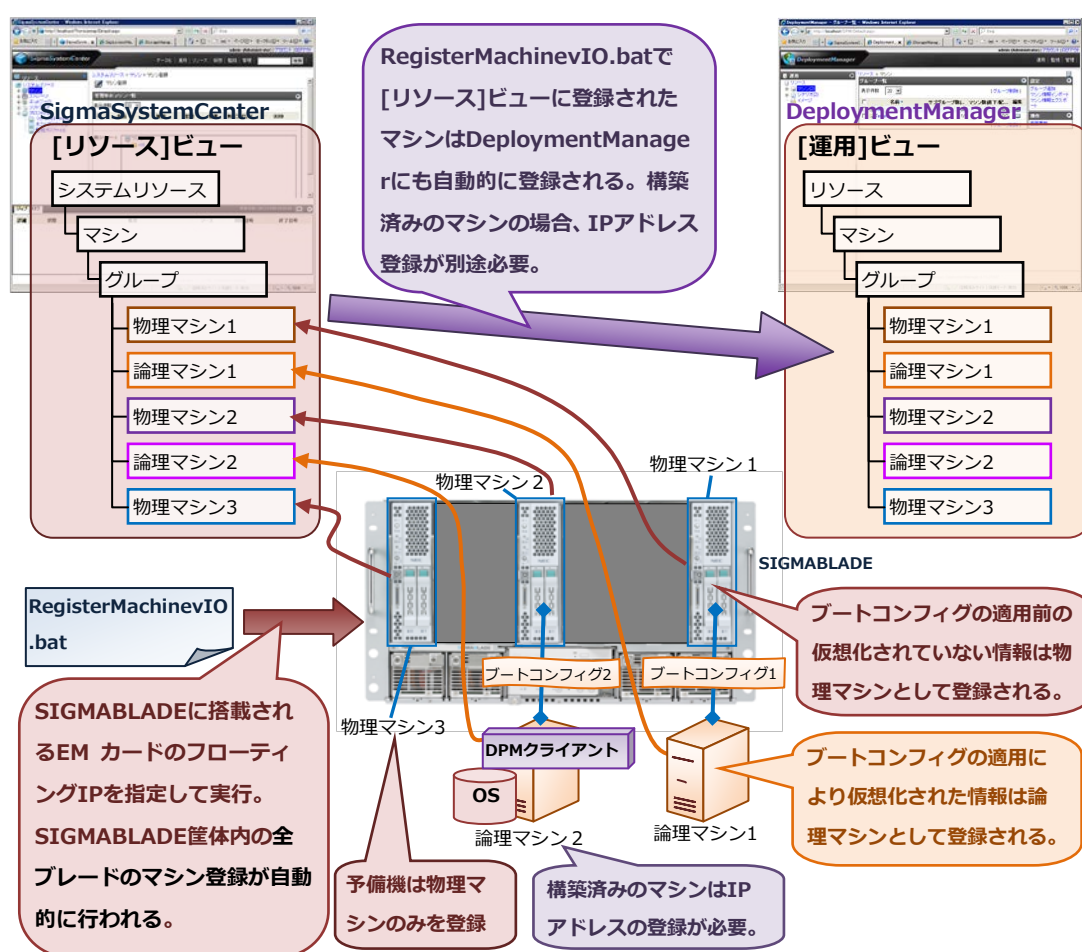 SigmaSystemCenter
[リソース]ビュー
システムリソース
マシン
グループ
物理マシン1
論理マシン1
物理マシン2
論理マシン2
物理マシン3
RegisterMachinevIO.batで
[リソース]ビューに登録された
マシンはDeploymentManage
rにも自動的に登録される。構築
済みのマシンの場合、IPアドレス
登録が別途必要。
DeploymentManager
[運用]ビュー
リソース
マシン
グループ
物理マシン1
論理マシン1
物理マシン2
論理マシン2
物理マシン3
物理マシン1
物理マシン2
SIGMABLADE
RegisterMachinevIO
.bat
ブートコンフィグ2
ブートコンフィグ1
物理マシン3
DPMクライアント
OS
論理マシン2
論理マシン1
ブートコンフィグの適用前の
仮想化されていない情報は物
理マシンとして登録される。
ブートコンフィグの適用に
より仮想化された情報は論
理マシンとして登録される。
SIGMABLADEに搭載され
るEM カードのフローティ
ングIPを指定して実行。
SIGMABLADE筐体内の全
ブレードのマシン登録が自動
的に行われる。
予備機は物理マ
シンのみを登録
構築済みのマシンはIP
アドレスの登録が必要。